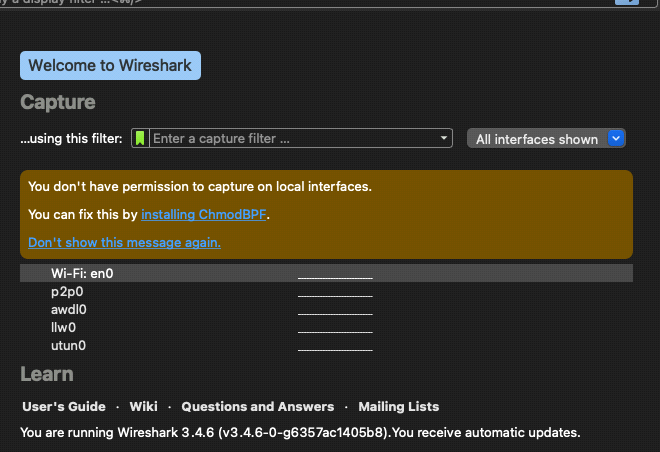 y a display filter ... <⌘/>
Welcome to Wireshark
Capture
...using this filter: Enter a capture filter ... All interfaces shown
You don't have permission to capture on local interfaces.
You can fix this by installing ChmodBPF.
Don't show this message again.
Wi-Fi: en0
p2p0
awdl0
llw0
utun0
Learn
User's Guide · Wiki · Questions and Answers · Mailing Lists
You are running Wireshark 3.4.6 (v3.4.6-0-g6357ac1405b8).You receive automatic updates.